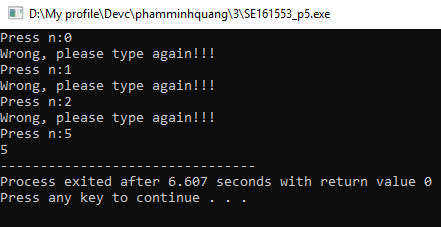 D:\My profile\Devc\phamminhquang\3\SE161553_p5.exe
Press n:0
Wrong, please type again!!!
Press n:1
Wrong, please type again!!!
Press n:2
Wrong, please type again!!!
Press n:5
5
--------------------------------
Process exited after 6.607 seconds with return value 0
Press any key to continue . . .